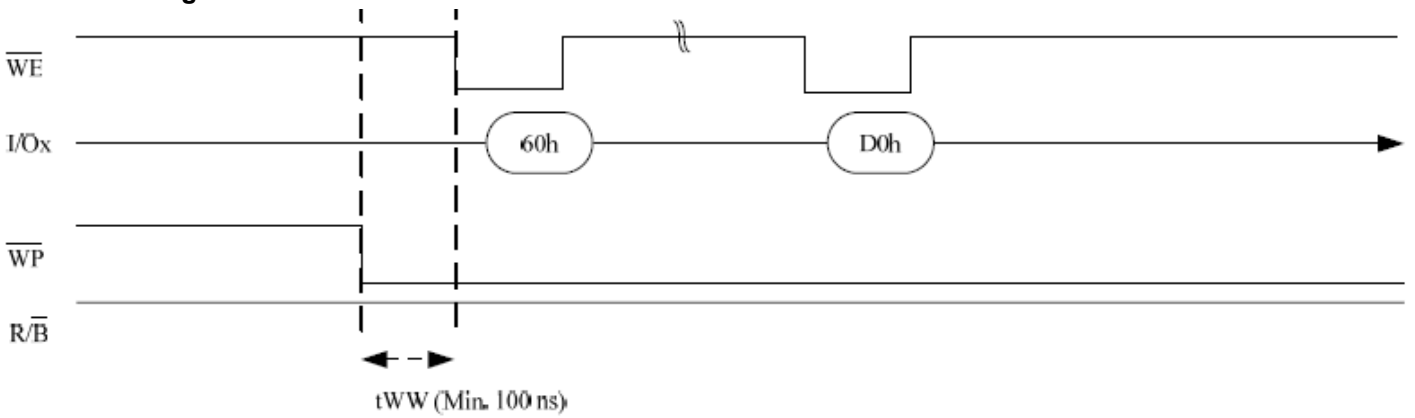 WE
I/Ox
60h
D0h
WP
R/B
tWW (Min. 100 ns)